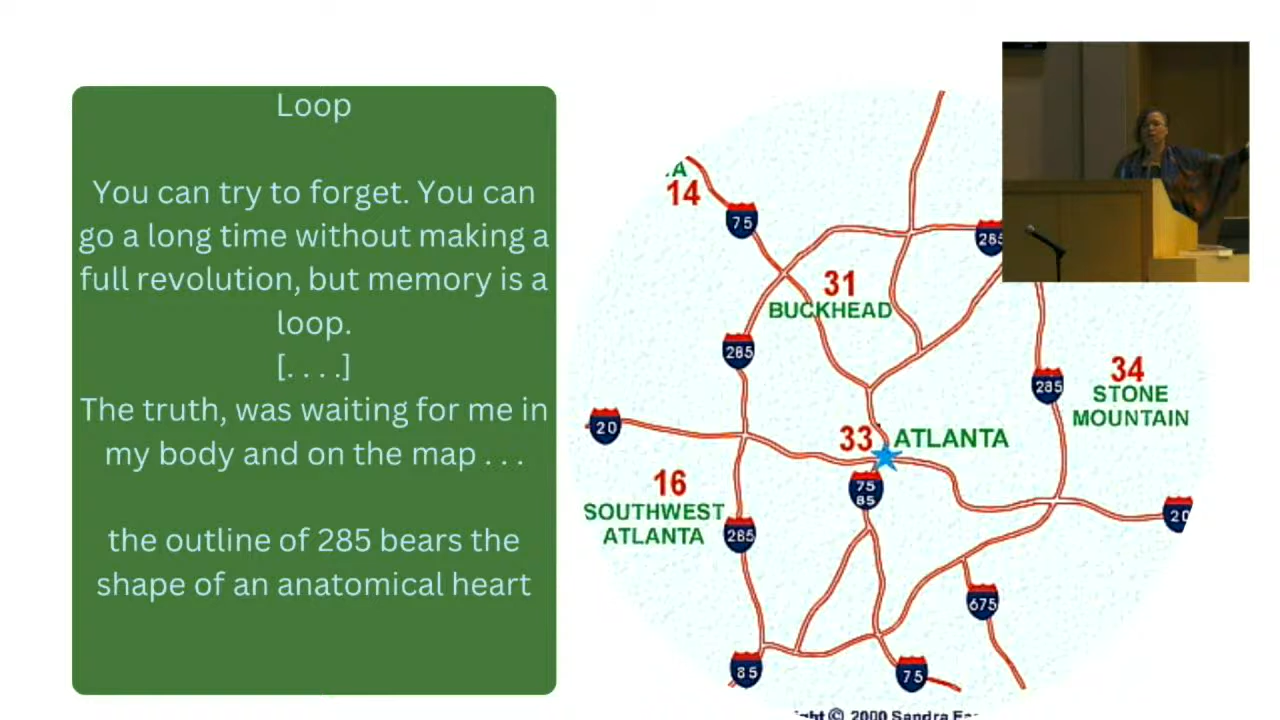 Loop
You can try to forget. You can
go a long time without making a
full revolution, but memory is a
loop.
[. . . .]
The truth, was waiting for me in
my body and on the map . . .
the outline of 285 bears the
shape of an anatomical heart
.A
14
75
285
31
BUCKHEAD
285
34
STONE
MOUNTAIN
285
20
33 ATLANTA
16
SOUTHWEST
ATLANTA
75
85
285
20
675
85
75
© 2000 Sandra